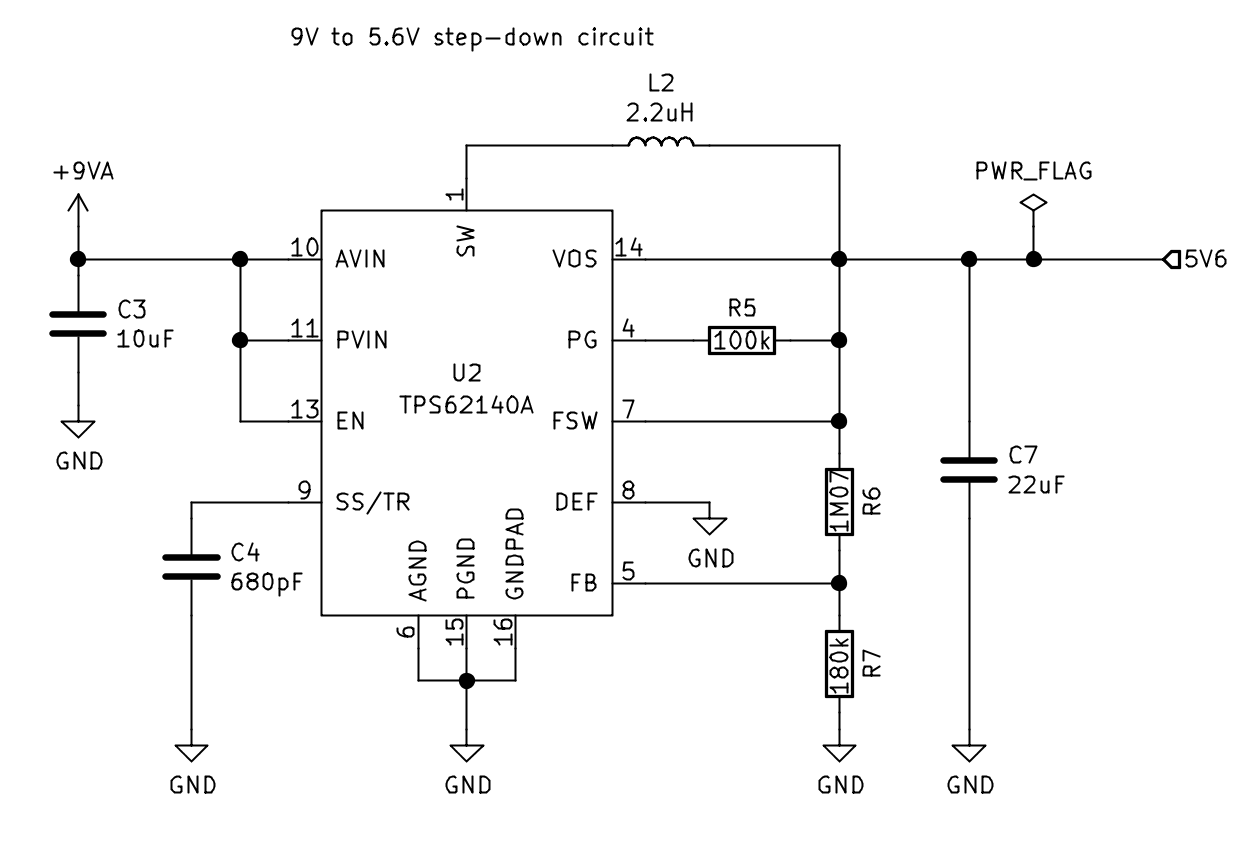 9V to 5.6V step-down circuit
L2
2.2uH
+9VA
PWR_FLAG
1
SW
10
AVIN
VOS
14
5V6
C3
10uF
11
PVIN
PG
4
R5
100k
U2
TPS62140A
13
EN
FSW
7
GND
C7
22uF
9
SS/TR
DEF
8
GND
1M07
R6
C4
680pF
AGND
PGND
GNDPAD
FB
5
6
15
16
180k
R7
GND
GND
GND
GND